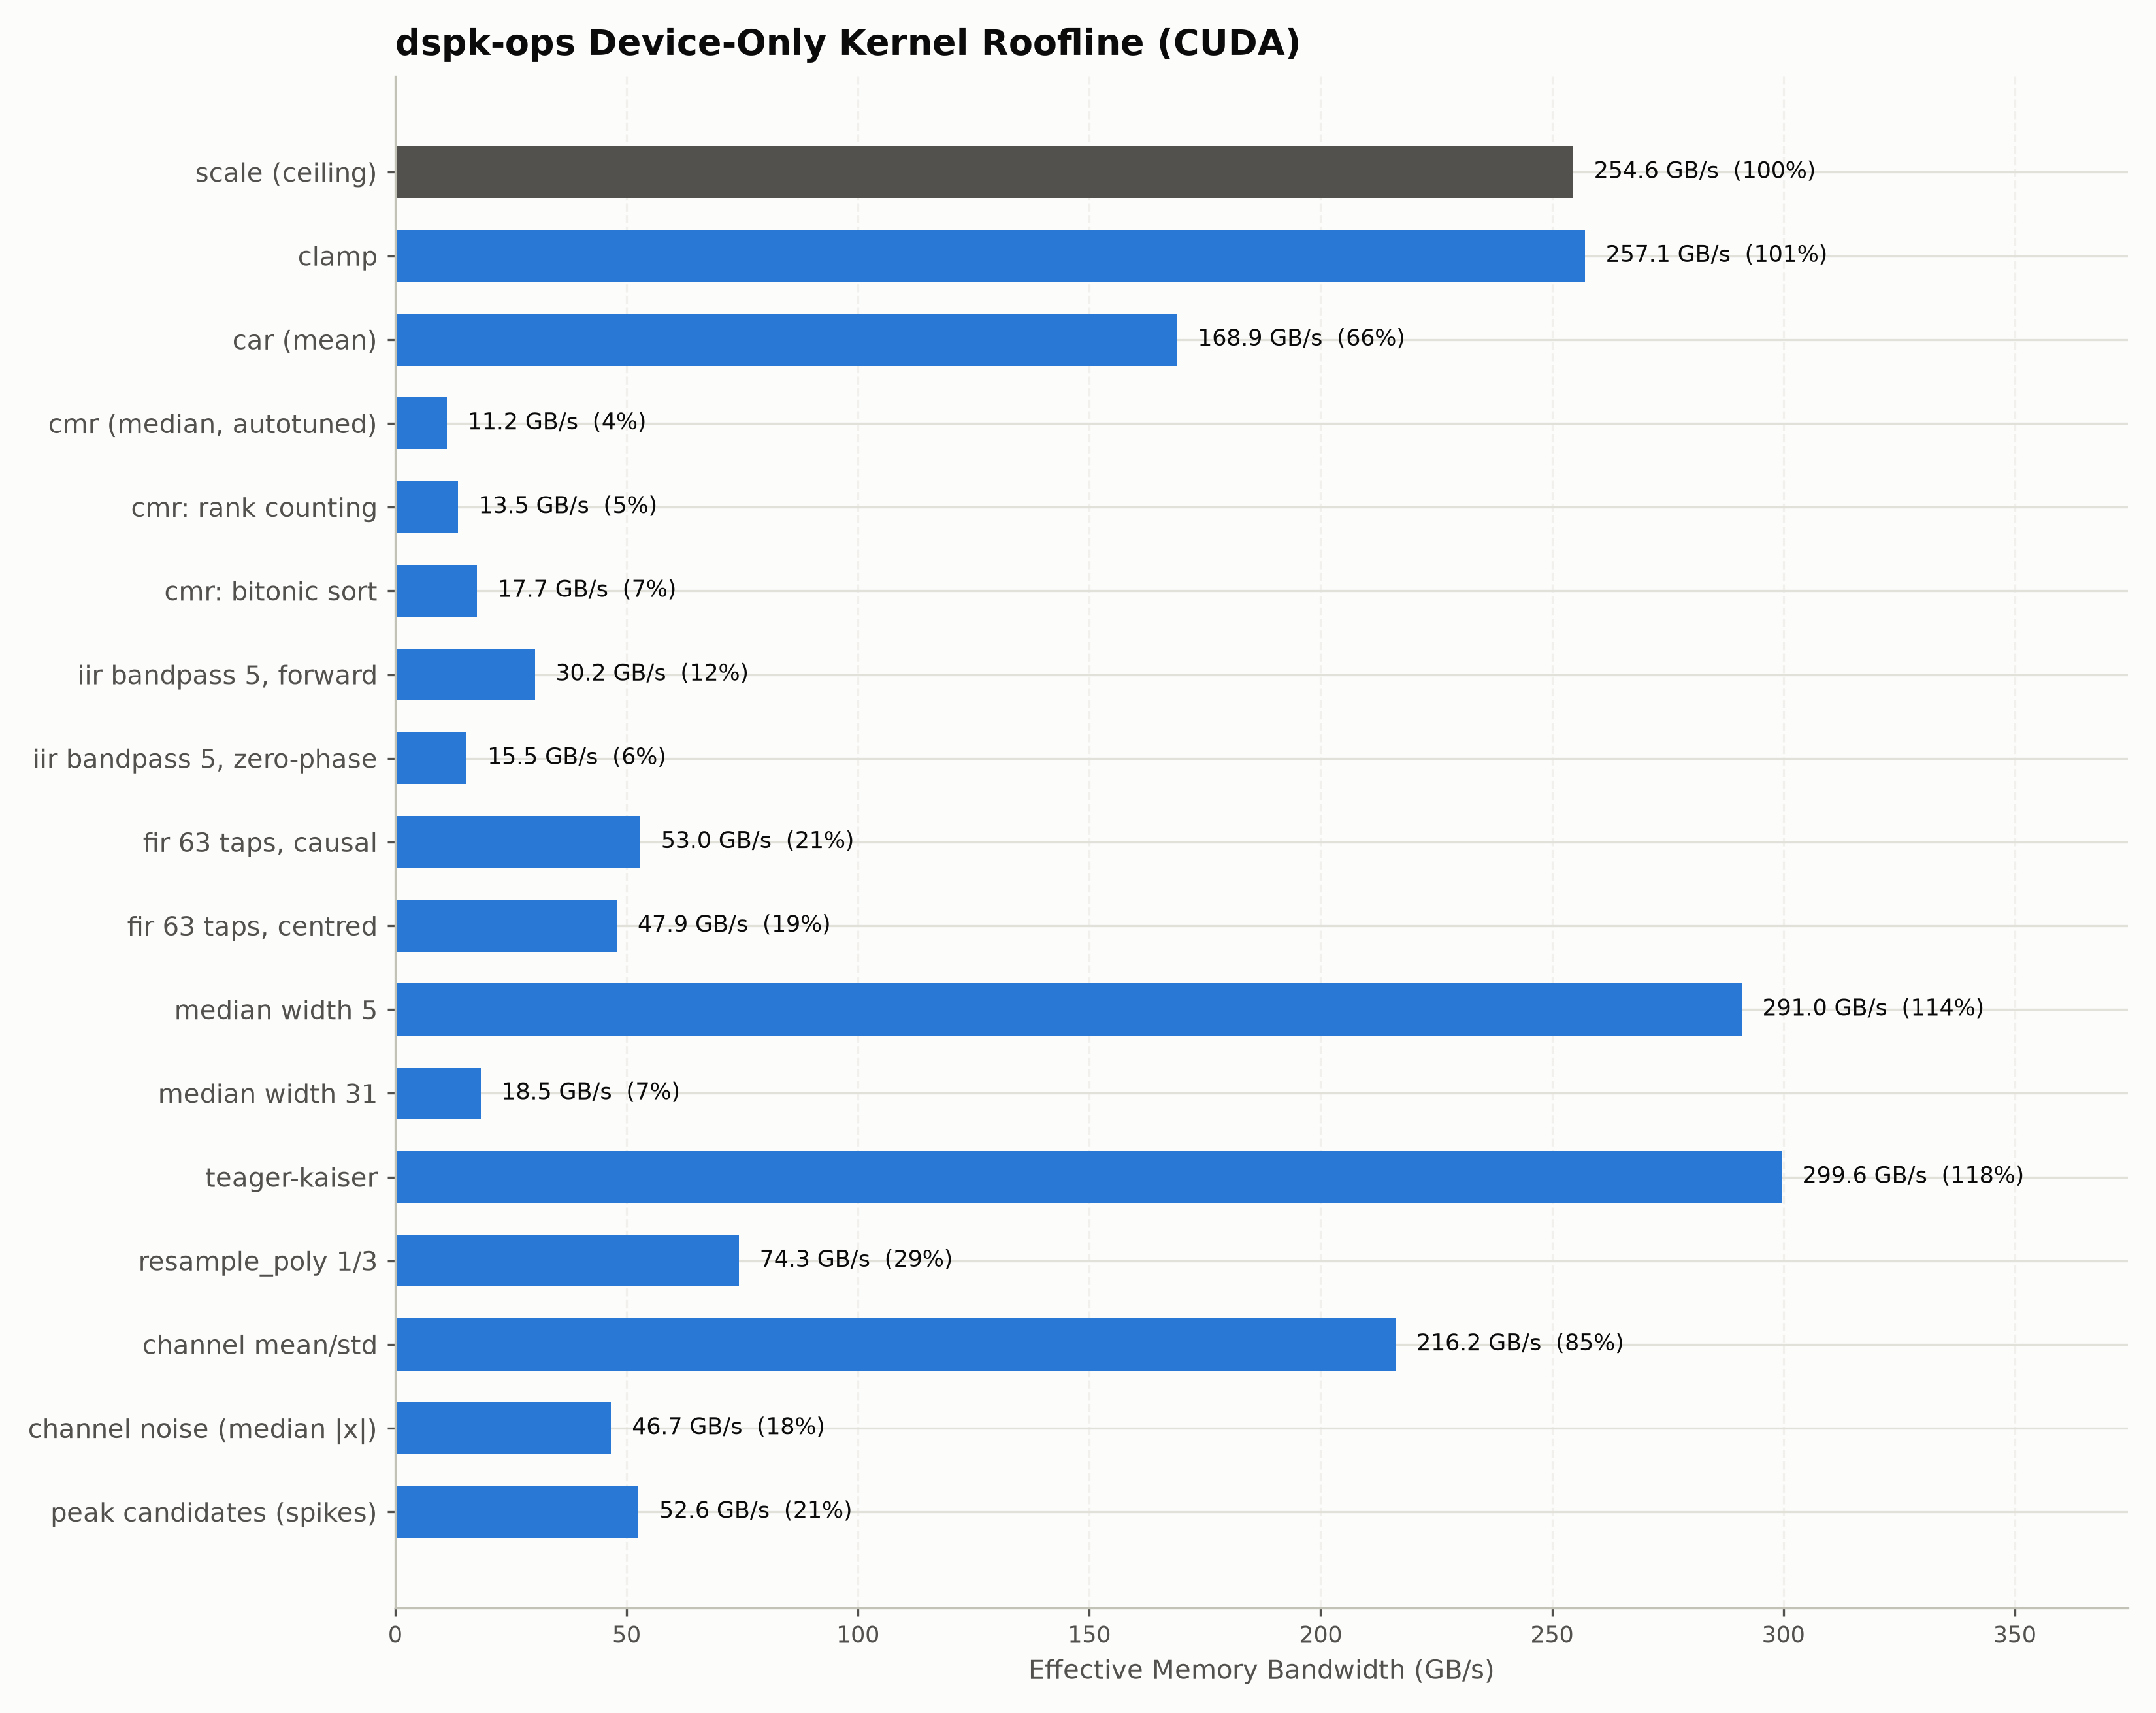 dspk-ops Device-Only Kernel Roofline (CUDA)
scale (ceiling) 254.6 GB/s (100%)
clamp 257.1 GB/s (101%)
car (mean) 168.9 GB/s (66%)
cmr (median, autotuned) 11.2 GB/s (4%)
cmr: rank counting 13.5 GB/s (5%)
cmr: bitonic sort 17.7 GB/s (7%)
iir bandpass 5, forward 30.2 GB/s (12%)
iir bandpass 5, zero-phase 15.5 GB/s (6%)
fir 63 taps, causal 53.0 GB/s (21%)
fir 63 taps, centred 47.9 GB/s (19%)
median width 5 291.0 GB/s (114%)
median width 31 18.5 GB/s (7%)
teager-kaiser 299.6 GB/s (118%)
resample_poly 1/3 74.3 GB/s (29%)
channel mean/std 216.2 GB/s (85%)
channel noise (median |x|) 46.7 GB/s (18%)
peak candidates (spikes) 52.6 GB/s (21%)
0 50 100 150 200 250 300 350
Effective Memory Bandwidth (GB/s)